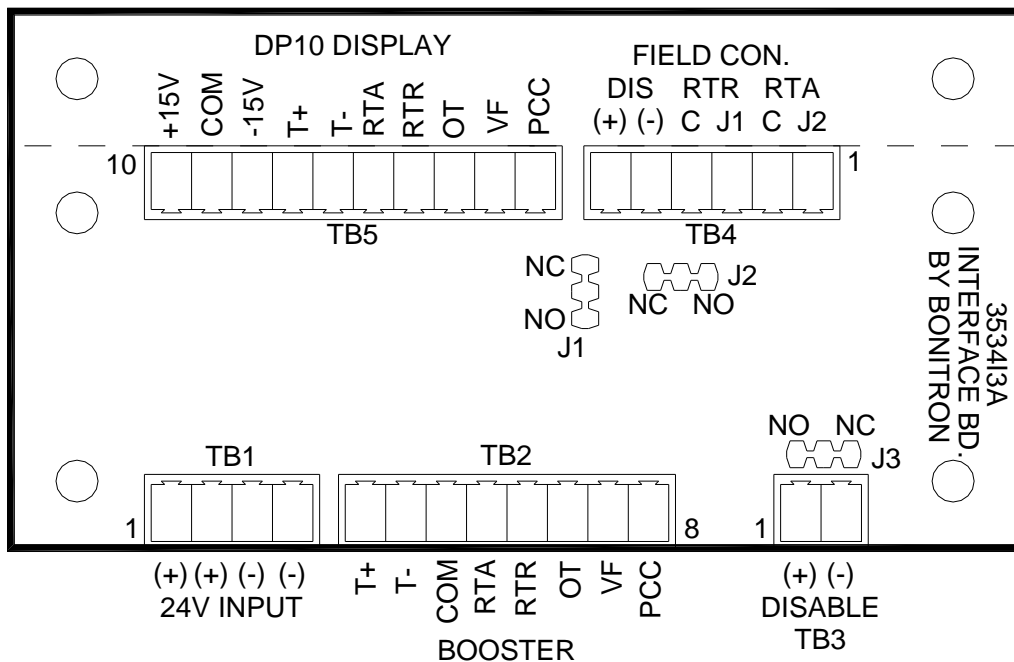 DP10 DISPLAY
+15V COM -15V T+ T- RTA RTR OT VF PCC
10
TB5
FIELD CON.
DIS RTR RTA
(+) (-) C J1 C J2
1
TB4
NC
NO
J1
J2
NC NO
3534I3A
INTERFACE BD.
BY BONITRON
TB1
1
(+) (+) (-) (-)
24V INPUT
TB2
8
T+ T- COM RTA RTR OT VF PCC
BOOSTER
NO NC
J3
1
(+) (-)
DISABLE
TB3